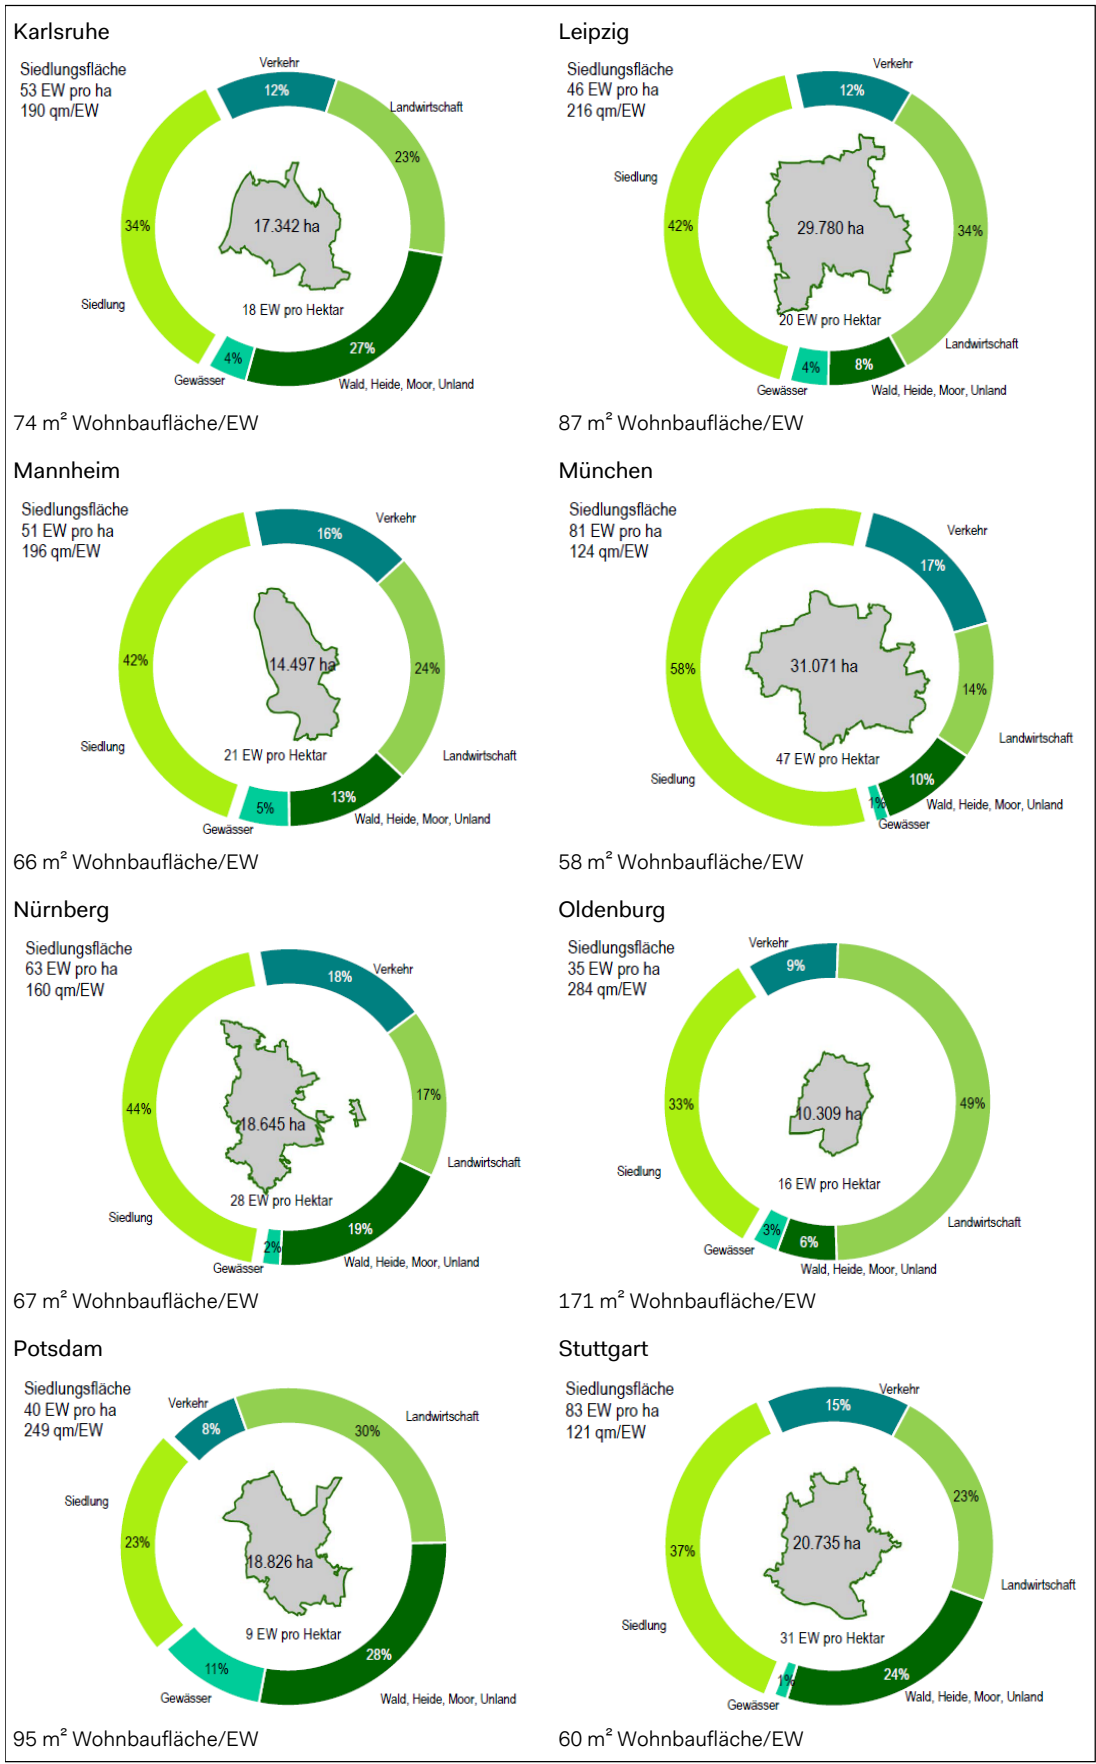 Karlsruhe
Siedlungsfläche
53 EW pro ha
190 qm/EW
Verkehr
12%
Landwirtschaft
23%
34%
17.342 ha
Siedlung
18 EW pro Hektar
27%
4%
Gewässer
Wald, Heide, Moor, Unland
74 m² Wohnbaufläche/EW
Leipzig
Siedlungsfläche
46 EW pro ha
216 qm/EW
Verkehr
12%
Siedlung
42%
29.780 ha
34%
20 EW pro Hektar
Landwirtschaft
4%
8%
Gewässer
Wald, Heide, Moor, Unland
87 m² Wohnbaufläche/EW
Mannheim
Siedlungsfläche
51 EW pro ha
196 qm/EW
Verkehr
16%
42%
14.497 ha
24%
Siedlung
21 EW pro Hektar
Landwirtschaft
13%
5%
Wald, Heide, Moor, Unland
Gewässer
66 m² Wohnbaufläche/EW
München
Siedlungsfläche
81 EW pro ha
124 qm/EW
Verkehr
17%
58%
31.071 ha
14%
Landwirtschaft
47 EW pro Hektar
Siedlung
10%
1%
Wald, Heide, Moor, Unland
Gewässer
58 m² Wohnbaufläche/EW
Nürnberg
Siedlungsfläche
63 EW pro ha
160 qm/EW
Verkehr
18%
17%
44%
18.645 ha
Landwirtschaft
28 EW pro Hektar
Siedlung
19%
2%
Wald, Heide, Moor, Unland
Gewässer
67 m² Wohnbaufläche/EW
Oldenburg
Siedlungsfläche
35 EW pro ha
284 qm/EW
Verkehr
9%
33%
49%
10.309 ha
Siedlung
16 EW pro Hektar
Landwirtschaft
3%
6%
Gewässer
Wald, Heide, Moor, Unland
171 m² Wohnbaufläche/EW
Potsdam
Siedlungsfläche
40 EW pro ha
249 qm/EW
Verkehr
8%
Landwirtschaft
30%
Siedlung
23%
18.826 ha
9 EW pro Hektar
28%
11%
Gewässer
Wald, Heide, Moor, Unland
95 m² Wohnbaufläche/EW
Stuttgart
Siedlungsfläche
83 EW pro ha
121 qm/EW
Verkehr
15%
23%
37%
20.735 ha
Landwirtschaft
Siedlung
31 EW pro Hektar
24%
1%
Wald, Heide, Moor, Unland
Gewässer
60 m² Wohnbaufläche/EW